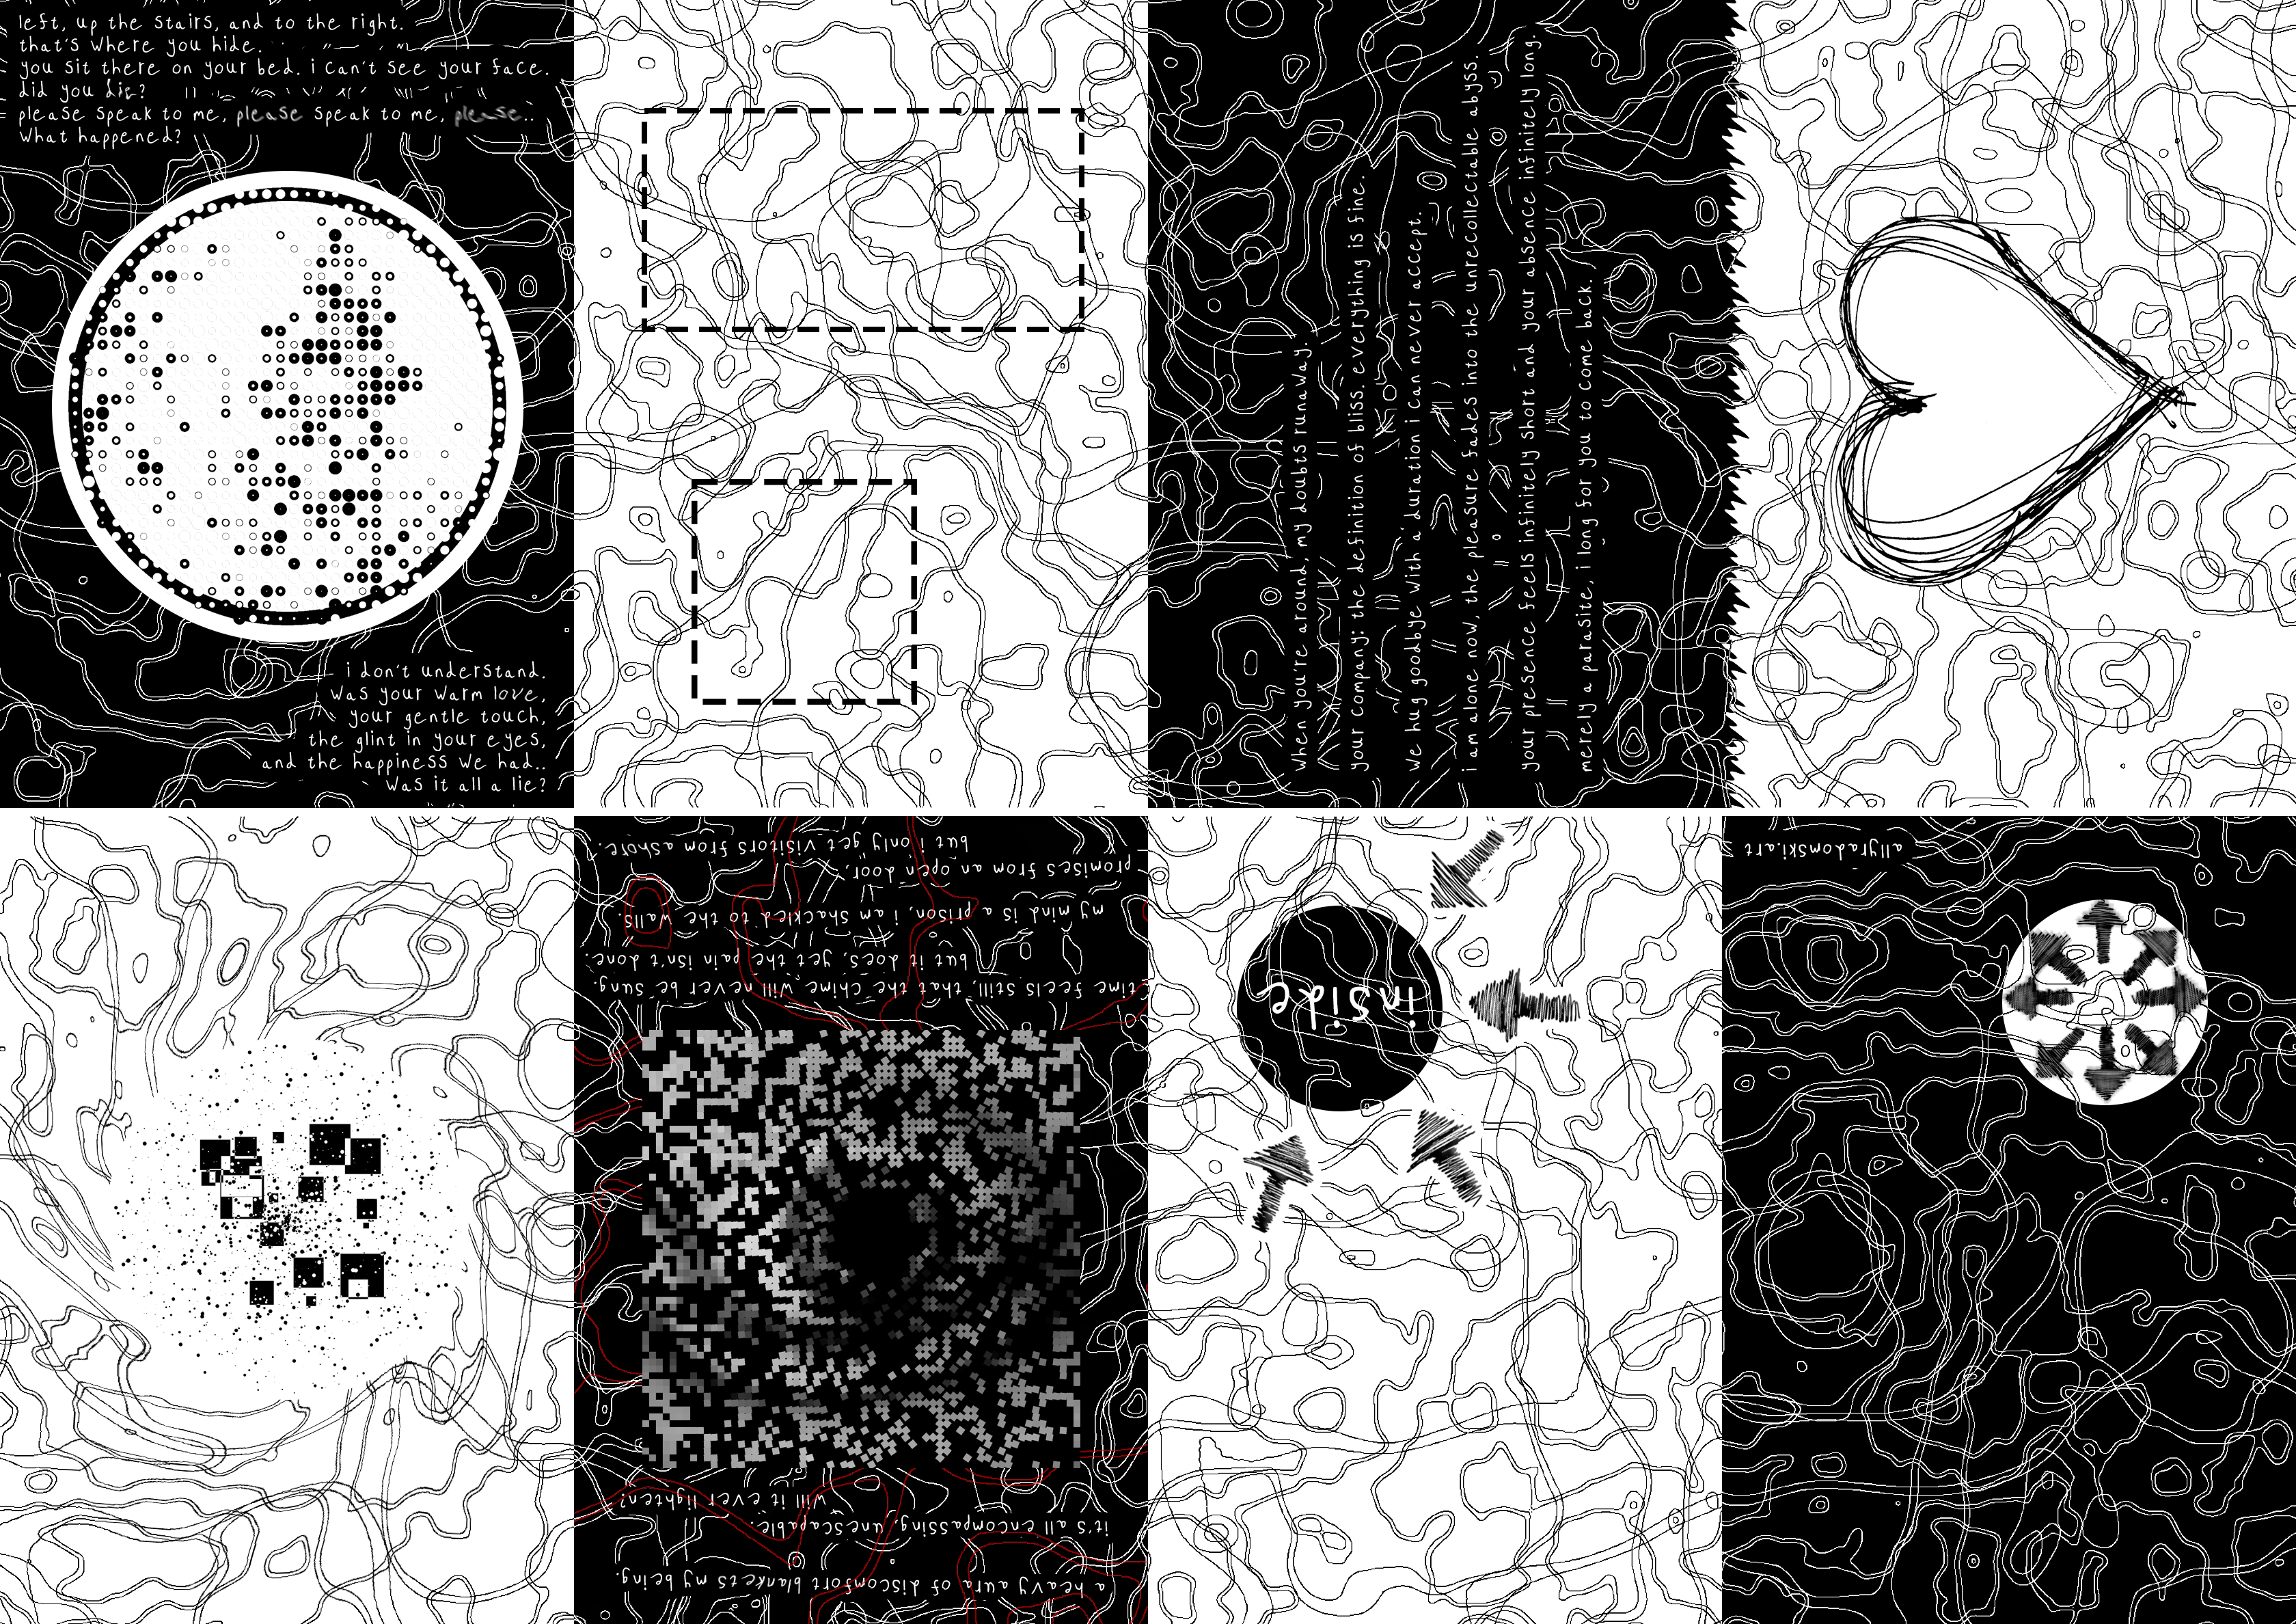 left, up the stairs, and to the right.
that's where you hide.
you sit there on your bed. i can't see your face.
did you die?
please speak to me, please speak to me, please..
what happened?
i don't understand.
was your warm love,
your gentle touch,
the glint in your eyes,
and the happiness we had..
was it all a lie?
when you're around, my doubts run away.
your company: the definition of bliss. everything is fine.
we hug goodbye with a duration i can never accept.
i am alone now, the pleasure fades into the unrecollectable abyss.
your presence feels infinitely short and your absence infinitely long.
merely a parasite, i long for you to come back.
a heavy aura of discomfort blankets my being.
it's all encompassing, unescapable.
will it ever lighten?
time feels still, that the chime will never be sung.
but it does, yet the pain isn't done.
my mind is a prison, i am shackled to the walls.
promises from an open door,
but i only get visitors from ashore.
inside
allyradomski.art